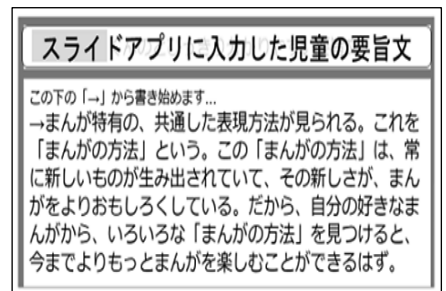 スライドアプリに入力した児童の要旨文
この下の「→」から書き始めます...
→まんが特有の、共通した表現方法が見られる。これを
「まんがの方法」という。この「まんがの方法」は、常
に新しいものが生み出されていて、その新しさが、まん
がをよりおもしろくしている。だから、自分の好きなま
んがから、いろいろな「まんがの方法」を見つけると、
今までよりもっとまんがを楽しむことができるはず。